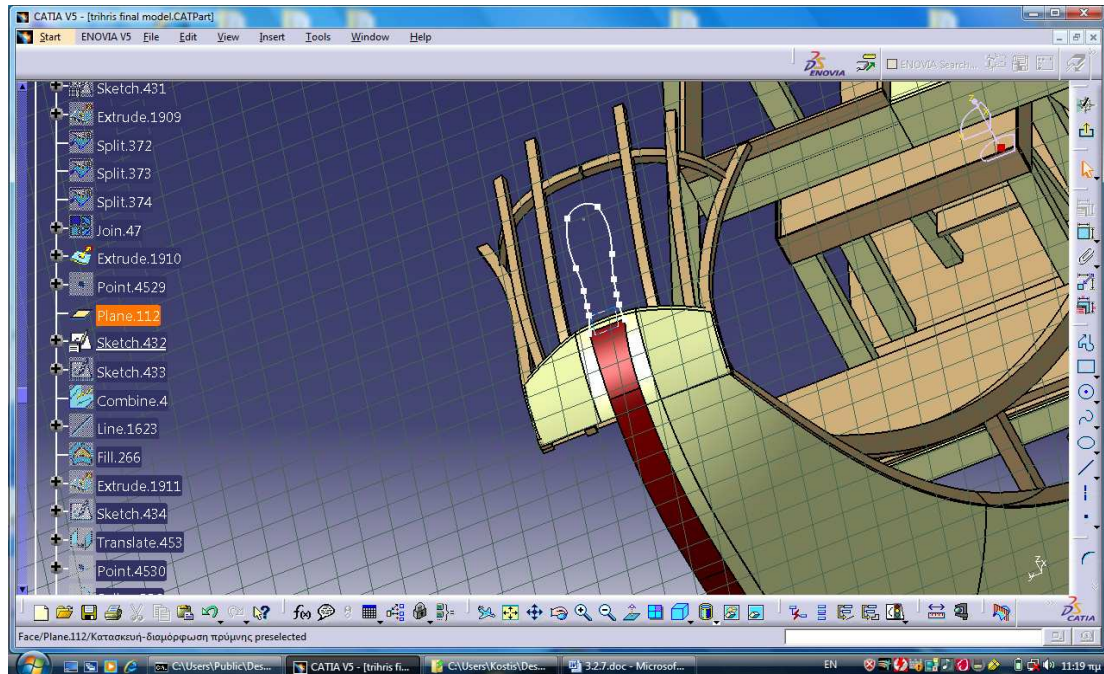 CATIA V5 - [trihris final model.CATPart]
Start ENOVIA V5 File Edit View Insert Tools Window Help
ENOVIA
ENOVIA Search...
Sketch.431
Extrude.1909
Split.372
Split.373
Split.374
Join.47
Extrude.1910
Point.4529
Plane.112
Sketch.432
Sketch.433
Combine.4
Line.1623
Fill.266
Extrude.1911
Sketch.434
Translate.453
Point.4530
f(x)
CATIA
Face/Plane.112/Κατασκευή-διαμόρφωση πρύμνης preselected
C:\Users\Public\Des... CATIA V5 - [trihris fi... C:\Users\Kostis\Des... 3.2.7.doc - Microsof... EN 11:19 πμ